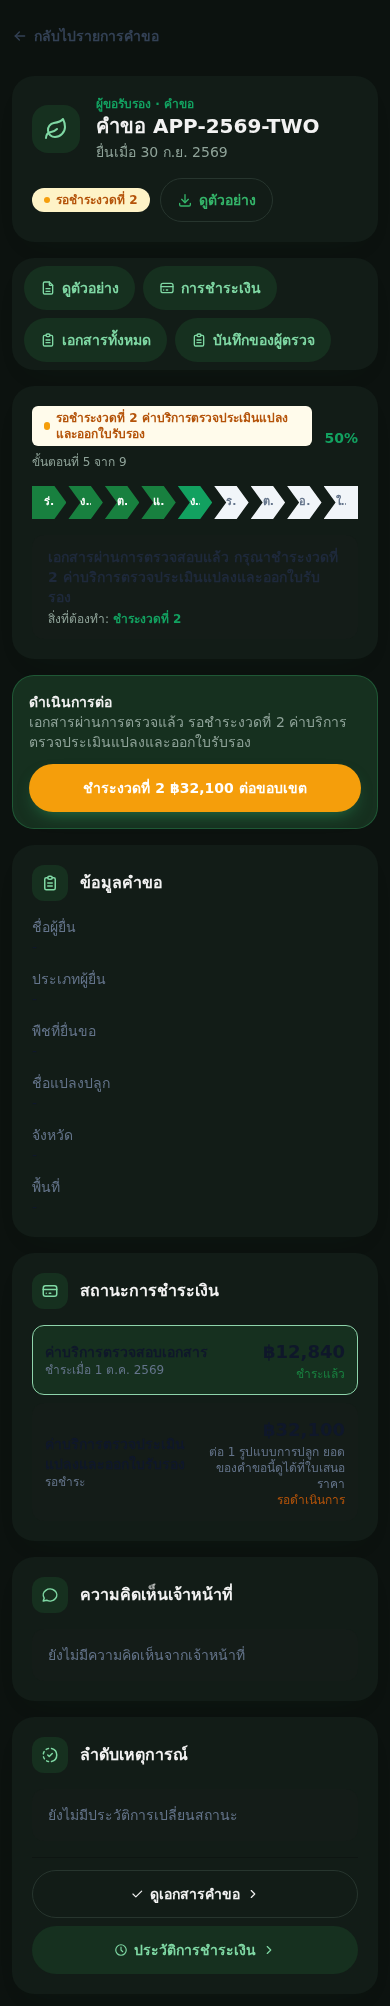 กลับไปรายการคำขอ
ผู้ขอรับรอง · คำขอ
คำขอ APP-2569-TWO
ยื่นเมื่อ 30 ก.ย. 2569
รอชำระงวดที่ 2
ดูตัวอย่าง
ดูตัวอย่าง
การชำระเงิน
เอกสารทั้งหมด
บันทึกของผู้ตรวจ
รอชำระงวดที่ 2 ค่าบริการตรวจประเมินแปลง
และออกใบรับรอง
50%
ขั้นตอนที่ 5 จาก 9
ร่.
ง..
ต.
แ.
ง..
ร.
ต.
อ.
ใ..
เอกสารผ่านการตรวจสอบแล้ว กรุณาชำระงวดที่
2 ค่าบริการตรวจประเมินแปลงและออกใบรับ
รอง
สิ่งที่ต้องทำ: ชำระงวดที่ 2
ดำเนินการต่อ
เอกสารผ่านการตรวจแล้ว รอชำระงวดที่ 2 ค่าบริการ
ตรวจประเมินแปลงและออกใบรับรอง
ชำระงวดที่ 2 ฿32,100 ต่อขอบเขต
ข้อมูลคำขอ
ชื่อผู้ยื่น
ประเภทผู้ยื่น
พืชที่ยื่นขอ
ชื่อแปลงปลูก
จังหวัด
พื้นที่
สถานะการชำระเงิน
ค่าบริการตรวจสอบเอกสาร
฿12,840
ชำระเมื่อ 1 ต.ค. 2569
ชำระแล้ว
฿32,100
รอชำระ
ต่อ 1 รูปแบบการปลูก ยอด
ของคำขอนี้ดูได้ที่ใบเสนอ
ราคา
รอดำเนินการ
ความคิดเห็นเจ้าหน้าที่
ยังไม่มีความคิดเห็นจากเจ้าหน้าที่
ลำดับเหตุการณ์
ยังไม่มีประวัติการเปลี่ยนสถานะ
ดูเอกสารคำขอ
ประวัติการชำระเงิน